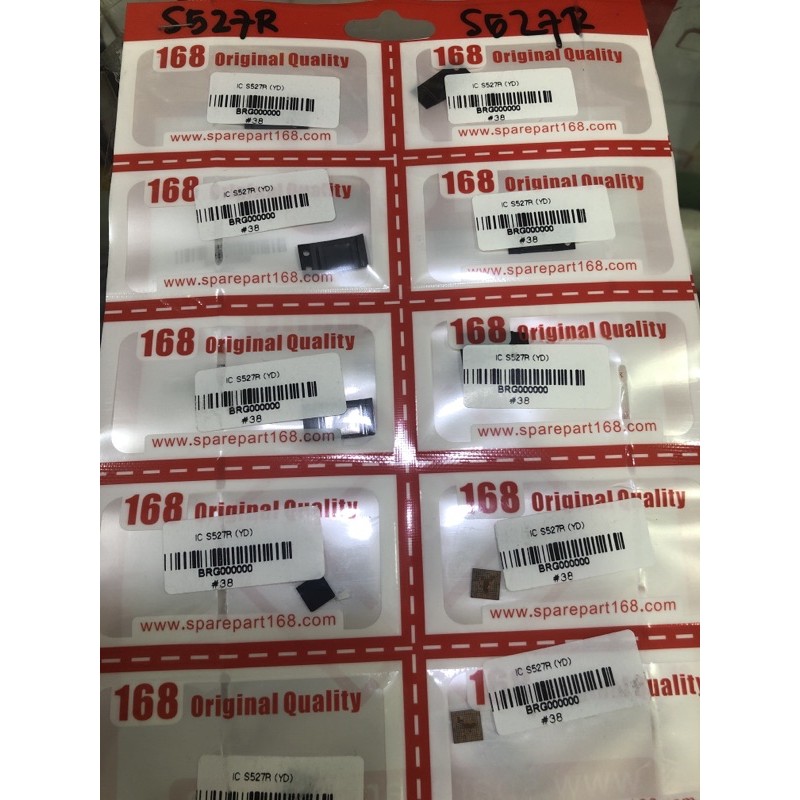 S527R
S527R
168 Original Quality
IC S527R (YD)
BRG000000
#38
www.sparepart168.com
168 Original Quality
IC S527R (YD)
BRG000000
#38
www.sparepart168.com
168 Quality
IC S527R (YD)
BRG000000
#38
www.sparepart168.com
168 Original Quality
IC S527R (YD)
BRG000000
#38
www.sparepart168.com
168 Original Quality
IC S527R (YD)
BRG000000
#38
www.sparepart168.com
168 Original Quality
IC S527R (YD)
BRG000000
#38
www.sparepart168.com
168 Original Quality
IC S527R (YD)
BRG000000
#38
www.sparepart168.com
168 Original Quality
IC S527R (YD)
BRG000000
#38
www.sparepart168.com
168 Original Quality
IC S527R (YD)
1 uality
IC S527R (YD)
BRG000000
#38